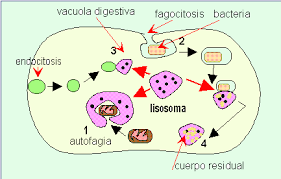 vacuola digestiva
fagocitosis
bacteria
endocitosis
3
2
lisosoma
1
autofagia
4
cuerpo residual